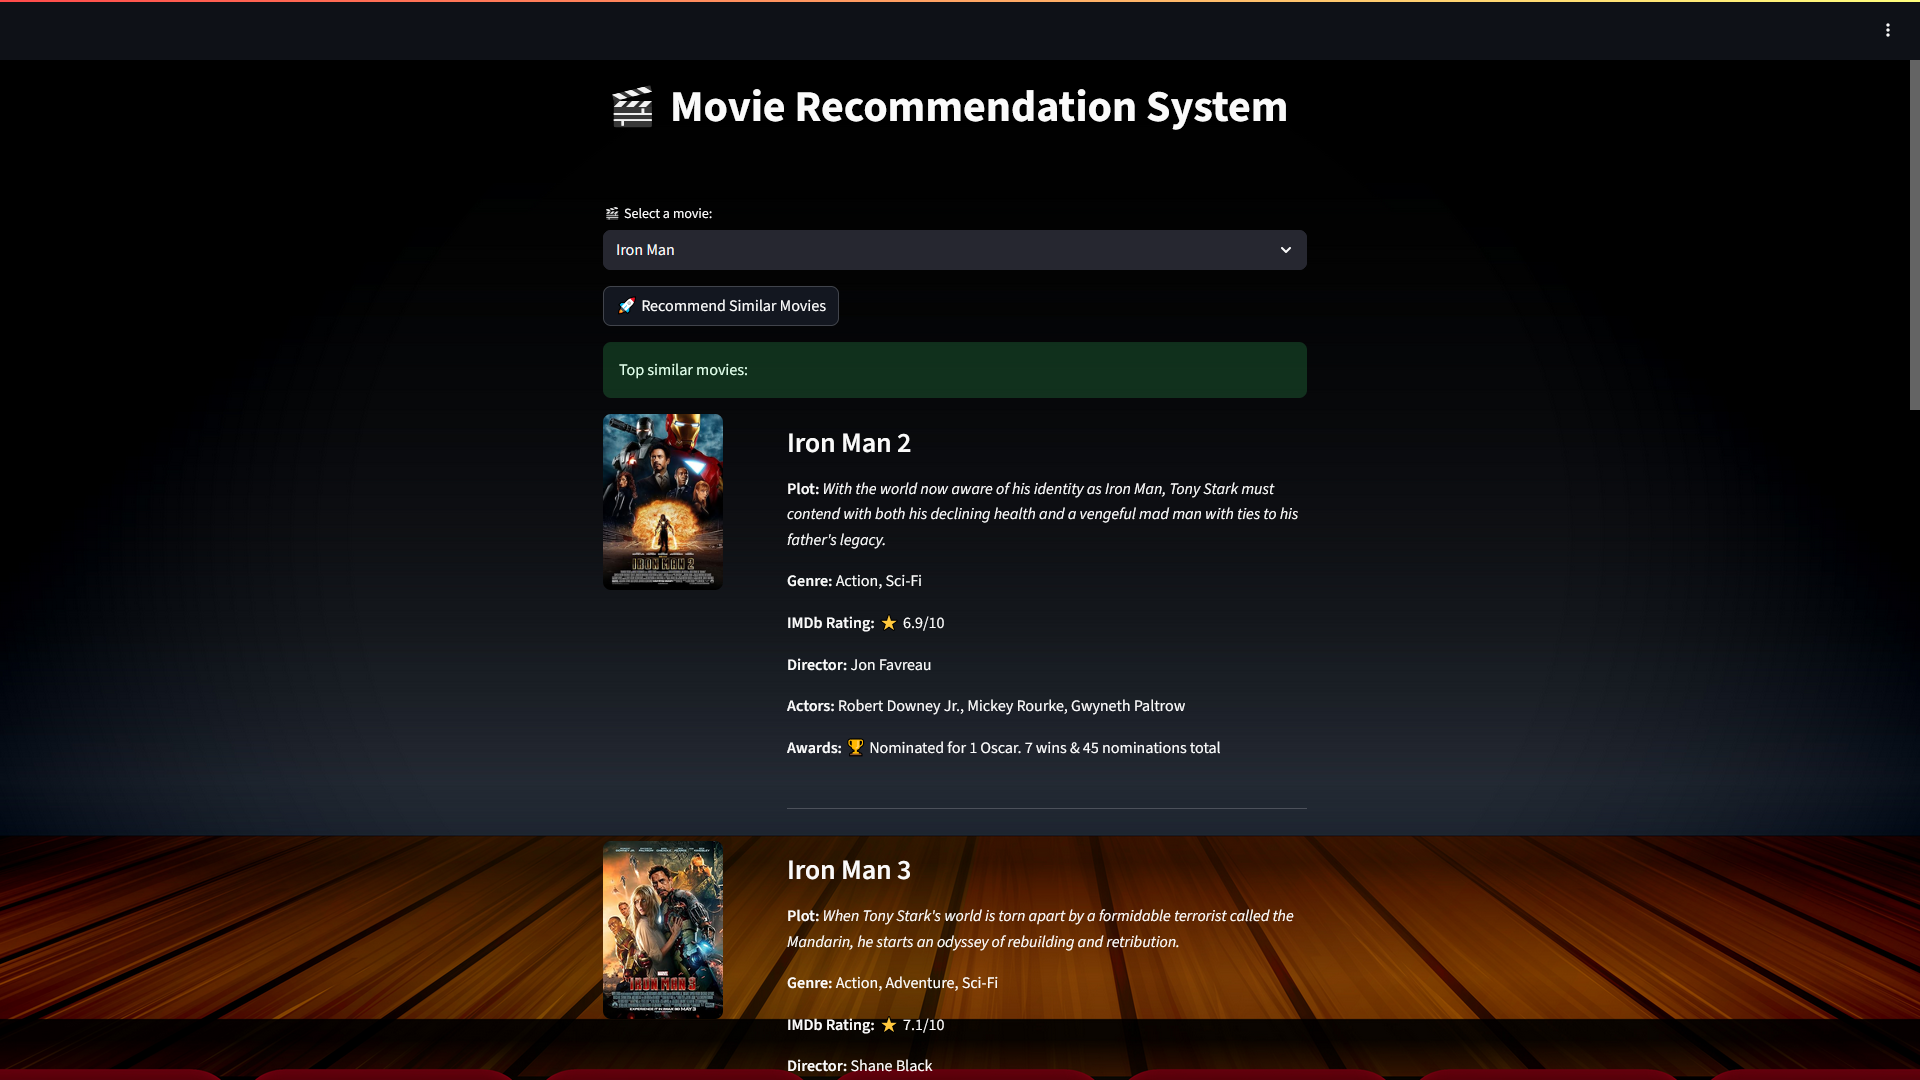 🎬 Movie Recommendation System
🎬 Select a movie:
Iron Man
🚀 Recommend Similar Movies
Top similar movies:
IRON MAN 2
Iron Man 2
Plot: With the world now aware of his identity as Iron Man, Tony Stark must
contend with both his declining health and a vengeful mad man with ties to his
father's legacy.
Genre: Action, Sci-Fi
IMDb Rating: ⭐ 6.9/10
Director: Jon Favreau
Actors: Robert Downey Jr., Mickey Rourke, Gwyneth Paltrow
Awards: 🏆 Nominated for 1 Oscar. 7 wins & 45 nominations total
MARVEL
IRON MAN 3
Iron Man 3
Plot: When Tony Stark's world is torn apart by a formidable terrorist called the
Mandarin, he starts an odyssey of rebuilding and retribution.
Genre: Action, Adventure, Sci-Fi
IMDb Rating: ⭐ 7.1/10
Director: Shane Black